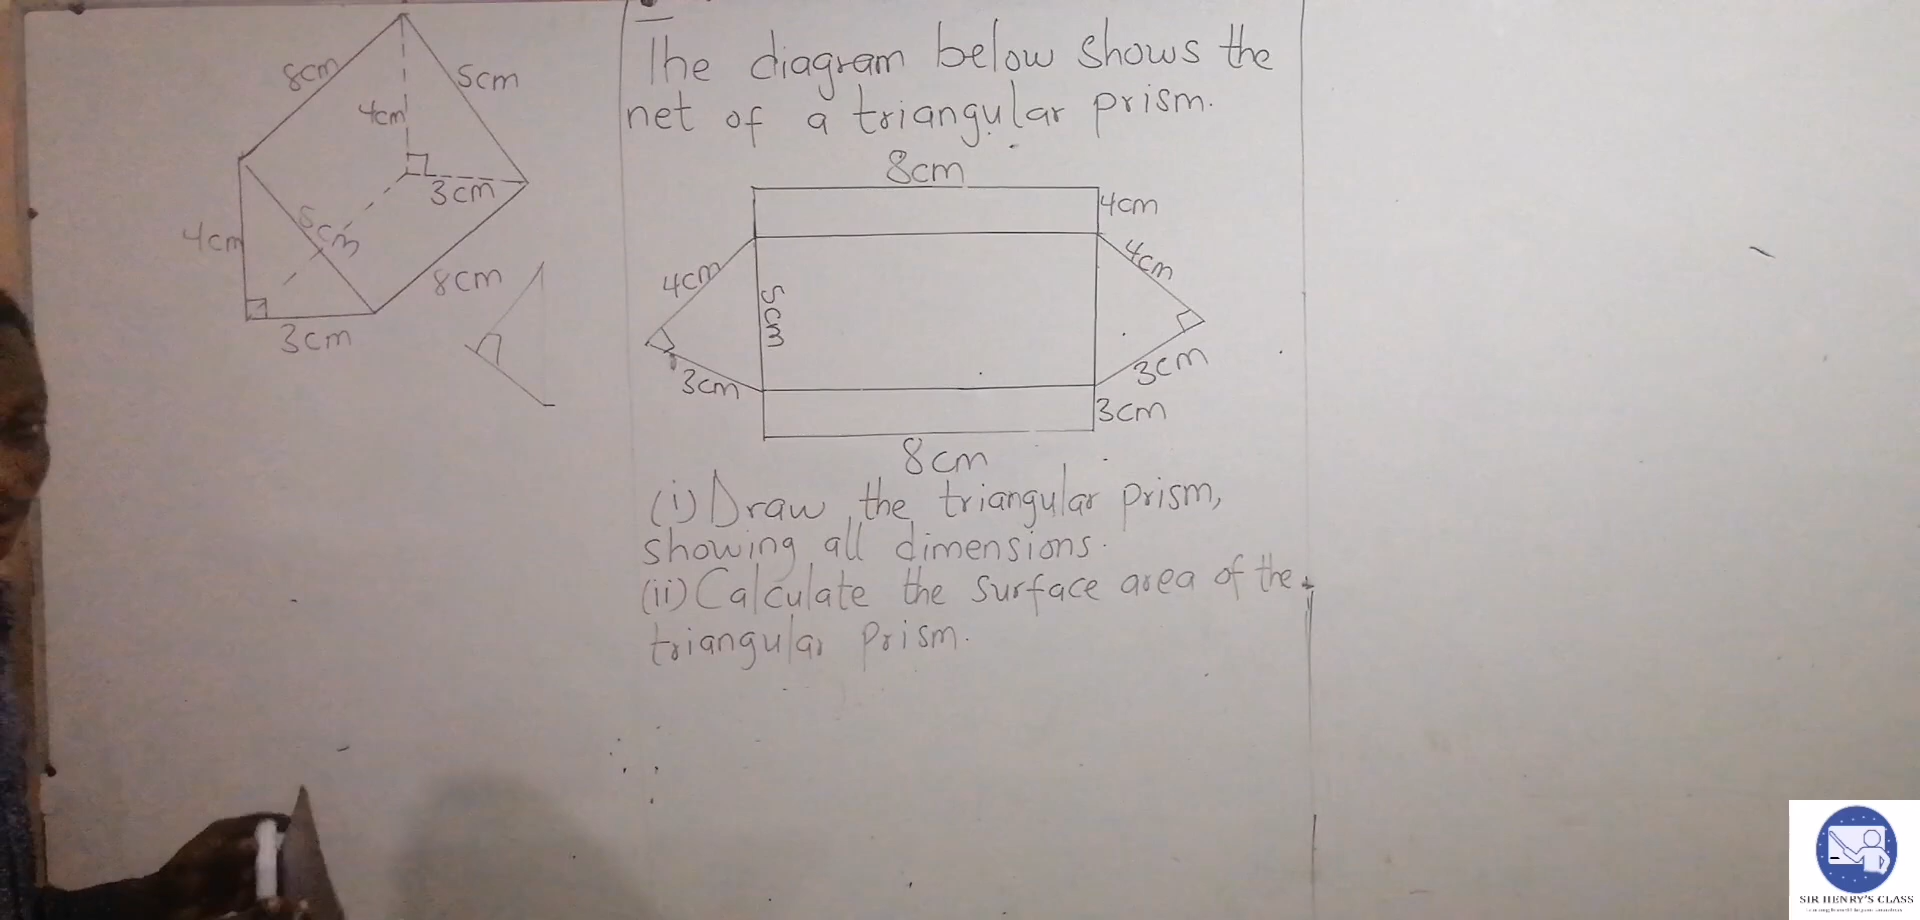 8cm
5cm
4cm
3cm
4cm
8cm
3cm
The diagram below shows the
net of a triangular prism.
8cm
4cm
4cm
4cm
5cm
3cm
3cm
3cm
8cm
(i) Draw the triangular prism,
showing all dimensions.
(ii) Calculate the surface area of the
triangular prism.
SIR HENRY'S CLASS